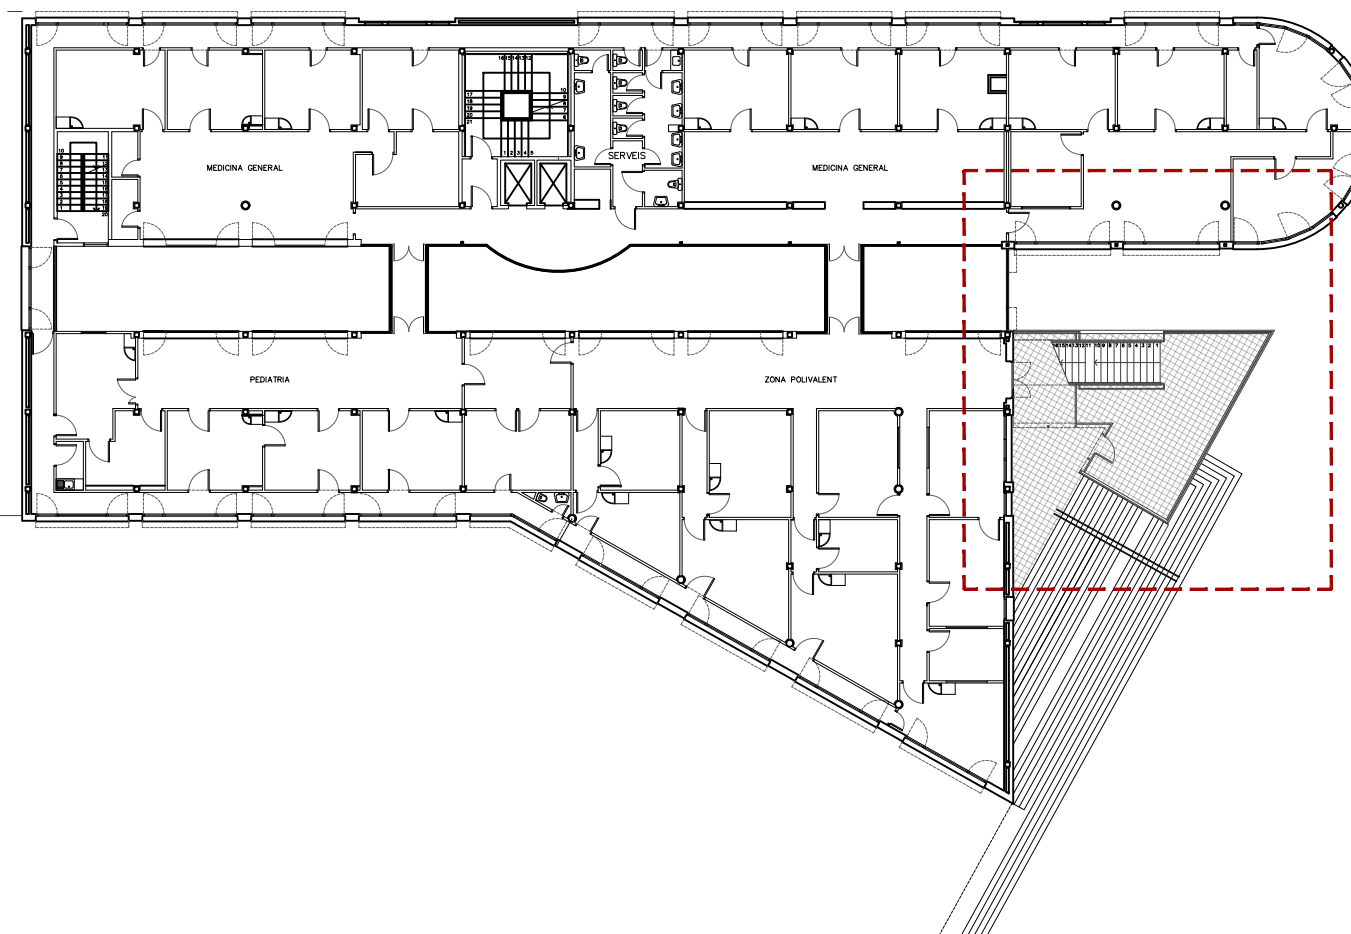 SERVEIS
MEDICINA GENERAL
MEDICINA GENERAL
PEDIATRIA
ZONA POLIVALENT